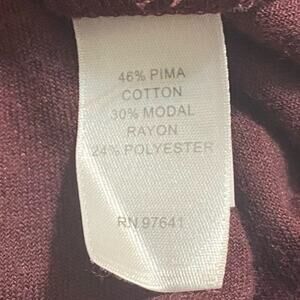 46% PIMA
COTTON
30% MODAL
RAYON
24% POLYESTER
RN 97641